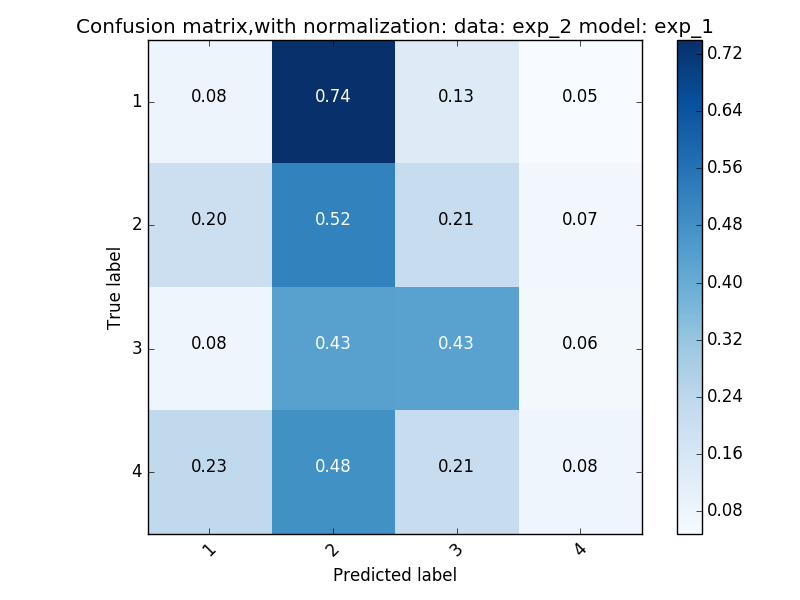 Confusion matrix,with normalization: data: exp_2 model: exp_1
True label
1 0.08 0.74 0.13 0.05
2 0.20 0.52 0.21 0.07
3 0.08 0.43 0.43 0.06
4 0.23 0.48 0.21 0.08
1 2 3 4
Predicted label
0.72
0.64
0.56
0.48
0.40
0.32
0.24
0.16
0.08